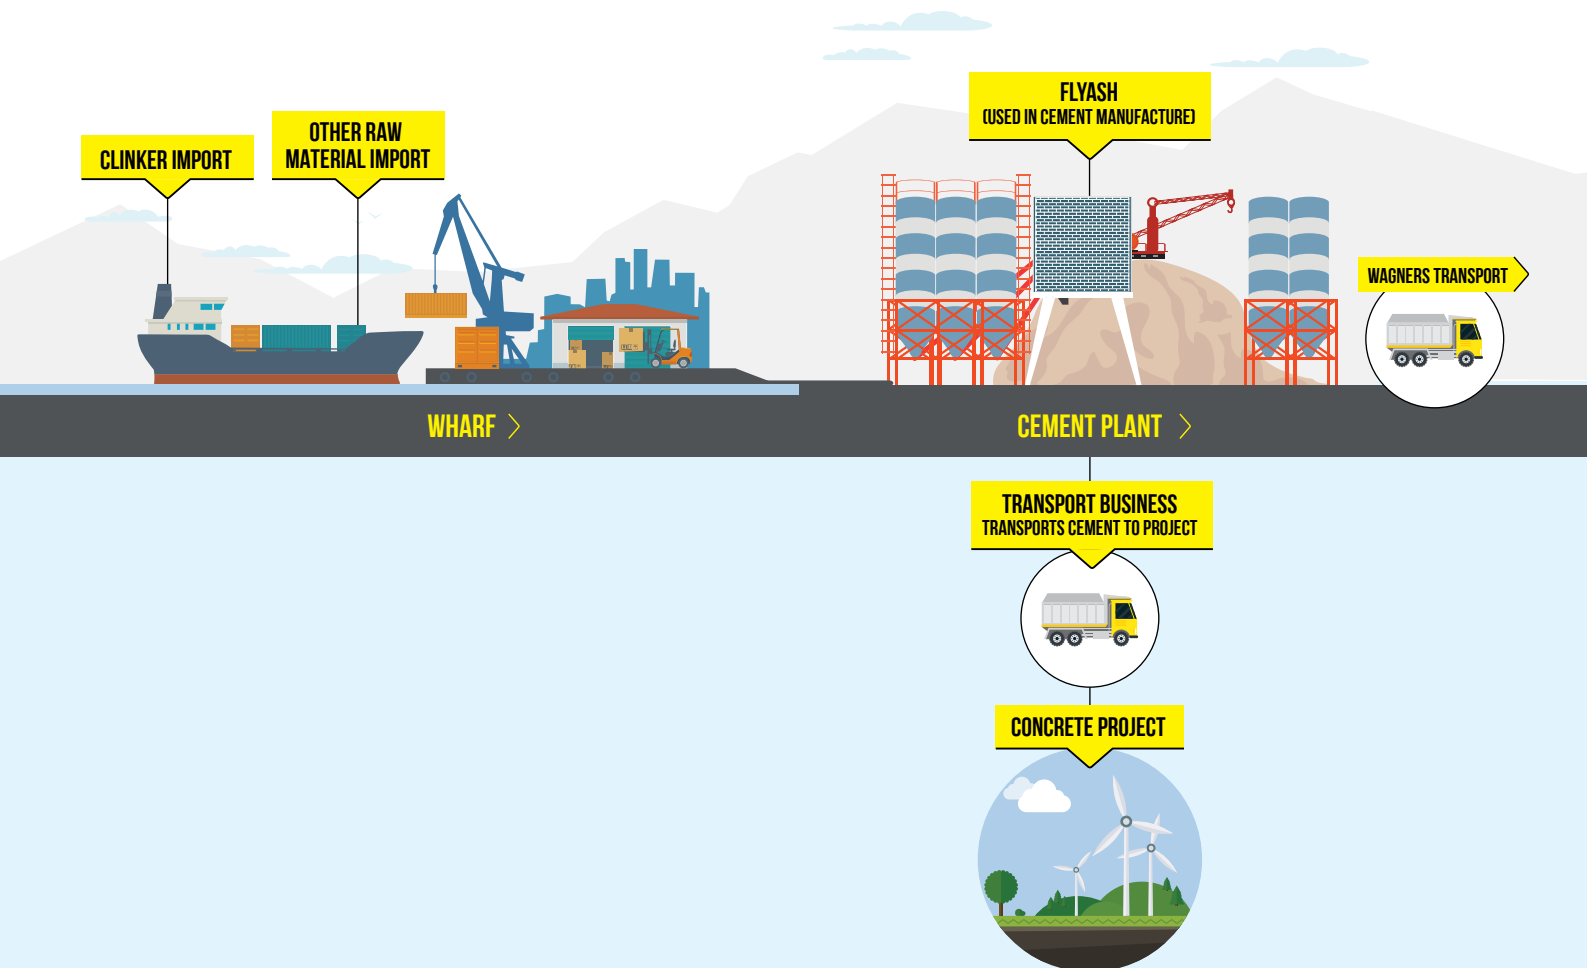 FLYASH
(USED IN CEMENT MANUFACTURE)
CLINKER IMPORT
OTHER RAW
MATERIAL IMPORT
WAGNERS TRANSPORT
WHARF
CEMENT PLANT
TRANSPORT BUSINESS
TRANSPORTS CEMENT TO PROJECT
CONCRETE PROJECT